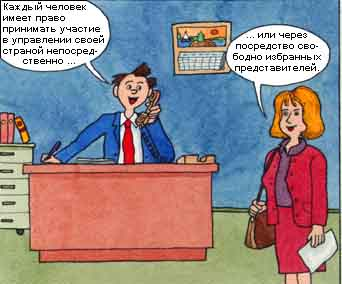 Каждый человек
имеет право
принимать участие
в управлении своей
страной непосред-
ственно ...
... или через
посредство сво-
бодно избранных
представителей.